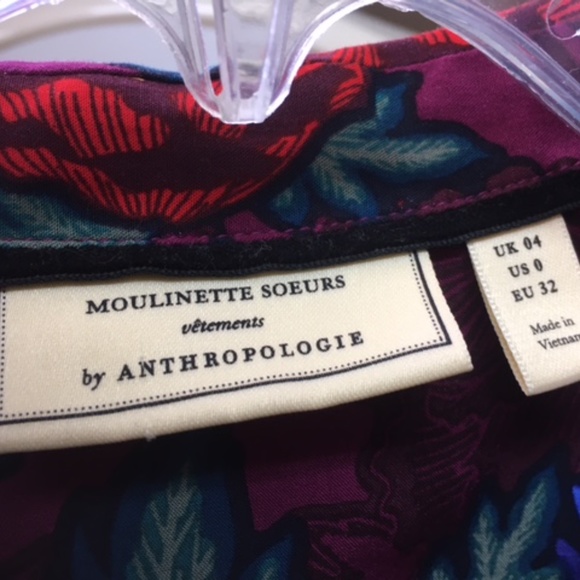 MOULINETTE SOEURS
vêtements
by ANTHROPOLOGIE
UK 04
US 0
EU 32
Made in
Vietnam